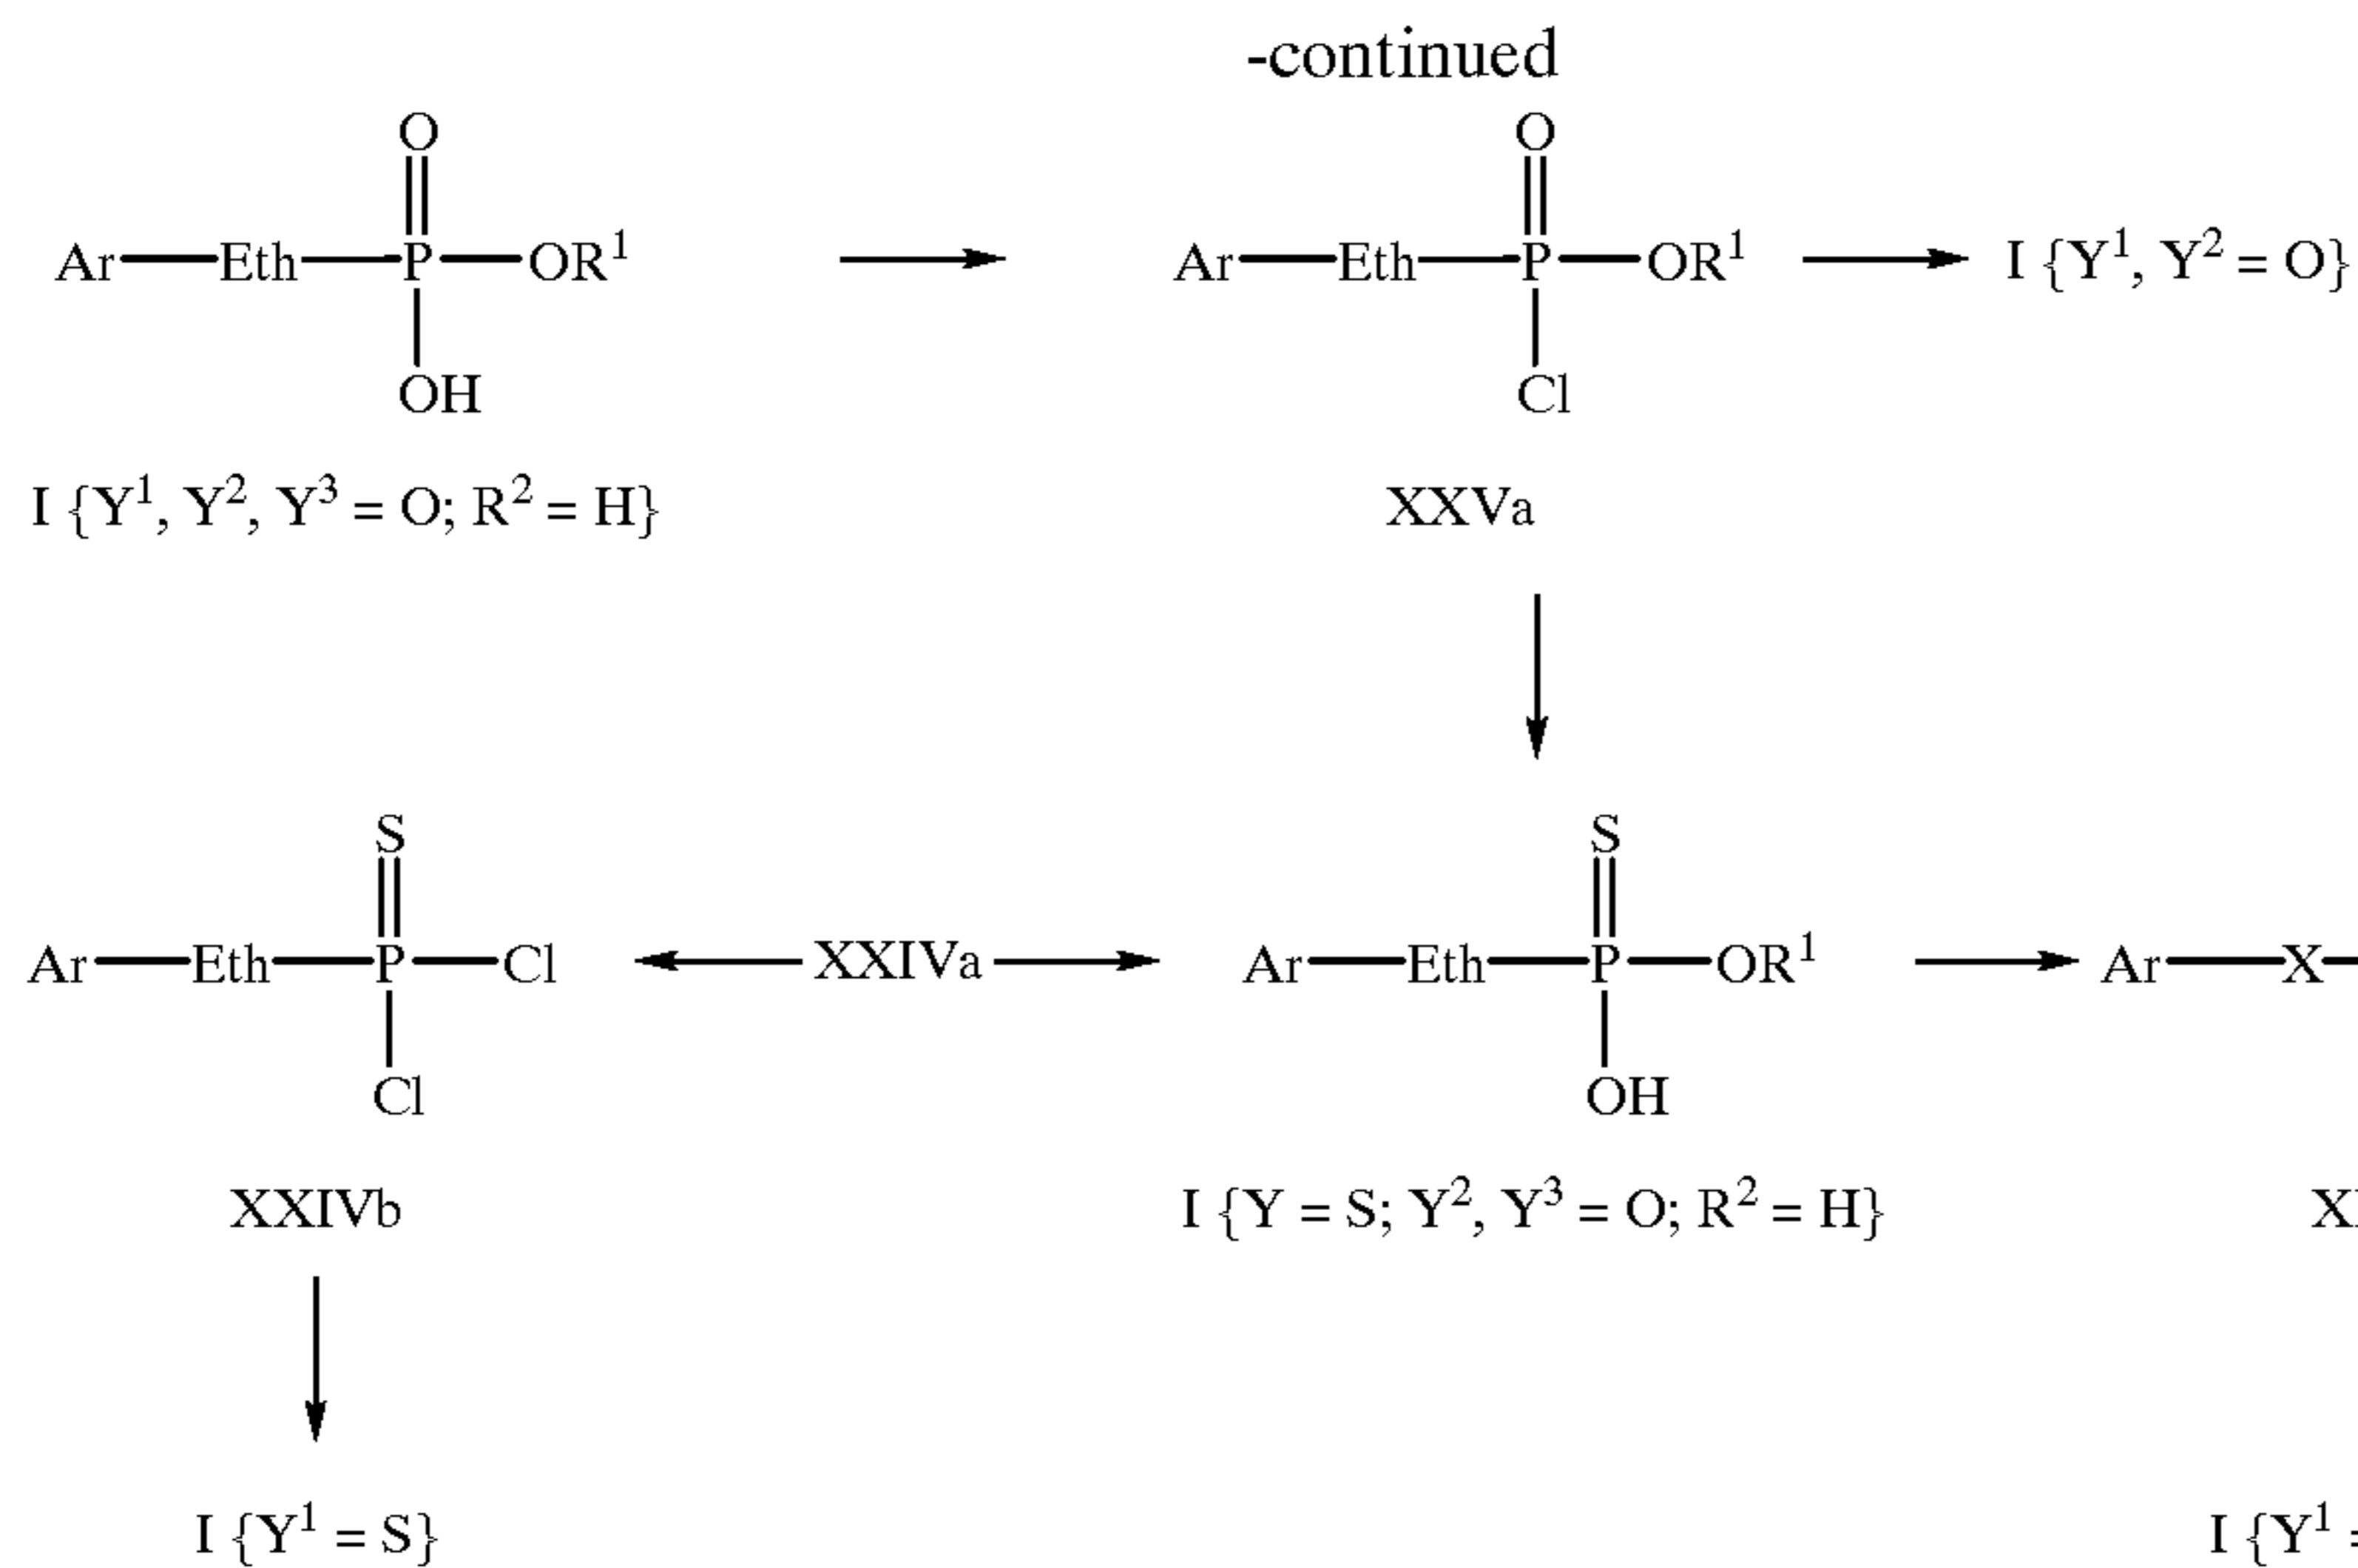 -continued
O
O
Ar—Eth—P—OR¹
Ar—Eth—P—OR¹
I {Y¹, Y² = O}
OH
Cl
I {Y¹, Y², Y³ = O; R² = H}
XXVa
S
S
Ar—Eth—P—Cl
XXIVa
Ar—Eth—P—OR¹
Ar—X—
Cl
OH
XXIVb
I {Y = S; Y², Y³ = O; R² = H}
I {Y¹ = S}
I {Y¹ =